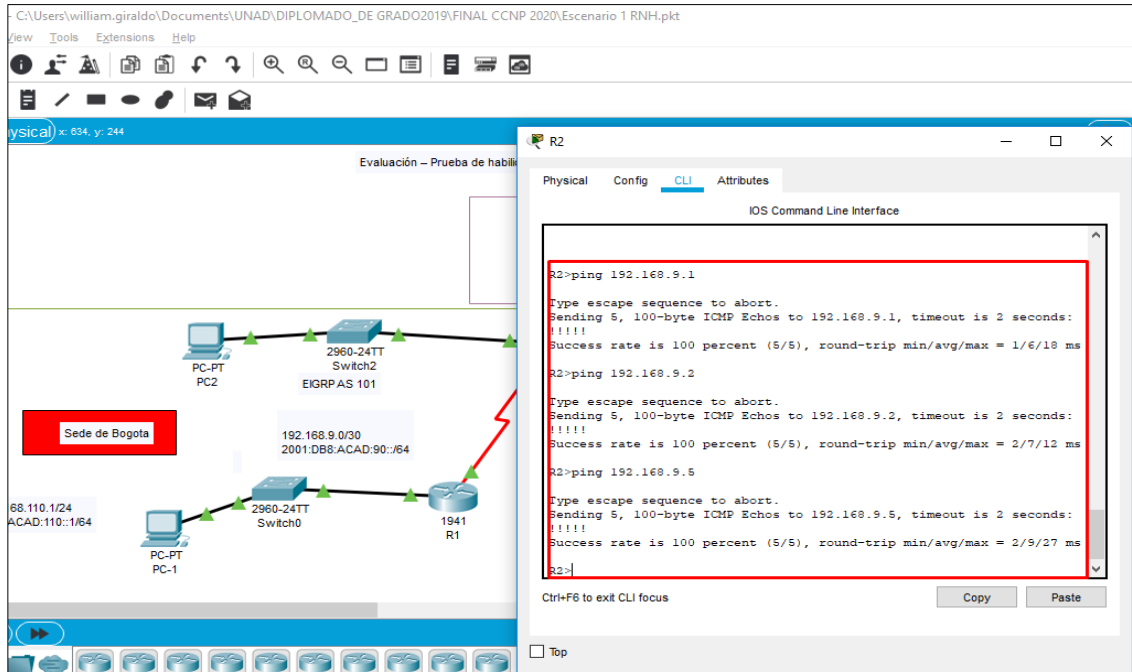 - C:\Users\william.giraldo\Documents\UNAD\DIPLOMADO_DE GRADO2019\FINAL CCNP 2020\Escenario 1 RNH.pkt
View Tools Extensions Help
ysical x: 634, y: 244
Evaluación – Prueba de habili
PC-PT
PC2
2960-24TT
Switch2
EIGRP AS 101
Sede de Bogota
192.168.9.0/30
2001:DB8:ACAD:90::/64
68.110.1/24
ACAD:110::1/64
2960-24TT
Switch0
1941
R1
PC-PT
PC-1
R2
Physical Config CLI Attributes
IOS Command Line Interface
R2>ping 192.168.9.1
Type escape sequence to abort.
Sending 5, 100-byte ICMP Echos to 192.168.9.1, timeout is 2 seconds:
!!!!!
Success rate is 100 percent (5/5), round-trip min/avg/max = 1/6/18 ms
R2>ping 192.168.9.2
Type escape sequence to abort.
Sending 5, 100-byte ICMP Echos to 192.168.9.2, timeout is 2 seconds:
!!!!!
Success rate is 100 percent (5/5), round-trip min/avg/max = 2/7/12 ms
R2>ping 192.168.9.5
Type escape sequence to abort.
Sending 5, 100-byte ICMP Echos to 192.168.9.5, timeout is 2 seconds:
!!!!!
Success rate is 100 percent (5/5), round-trip min/avg/max = 2/9/27 ms
R2>
Ctrl+F6 to exit CLI focus
Copy Paste
Top